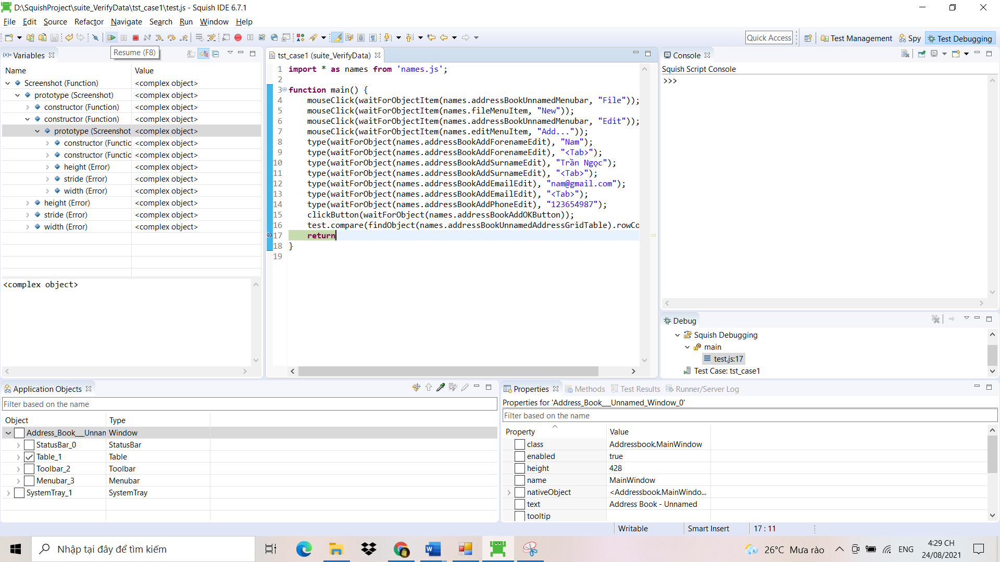 D:\SquishProject\suite_VerifyData\tst_case1\test.js - Squish IDE 6.7.1
File Edit Source Refactor Navigate Search Run Window Help
Quick Access
Test Management
Spy
Test Debugging
Resume (F8)
Variables
Name Value
Screenshot (Function) <complex object>
prototype (Screenshot) <complex object>
constructor (Function) <complex object>
constructor (Function) <complex object>
prototype (Screenshot <complex object>
constructor (Functic <complex object>
constructor (Functic <complex object>
height (Error) <complex object>
stride (Error) <complex object>
width (Error) <complex object>
height (Error) <complex object>
stride (Error) <complex object>
width (Error) <complex object>
<complex object>
tst_case1 (suite_VerifyData)
1 import * as names from 'names.js';
2
3 function main() {
4 mouseClick(waitForObjectItem(names.addressBookUnnamedMenubar, "File"));
5 mouseClick(waitForObjectItem(names.fileMenuItem, "New"));
6 mouseClick(waitForObjectItem(names.addressBookUnnamedMenubar, "Edit"));
7 mouseClick(waitForObjectItem(names.editMenuItem, "Add..."));
8 type(waitForObject(names.addressBookAddForenameEdit), "Nam");
9 type(waitForObject(names.addressBookAddForenameEdit), "<Tab>");
10 type(waitForObject(names.addressBookAddSurnameEdit), "Trần Ngọc");
11 type(waitForObject(names.addressBookAddSurnameEdit), "<Tab>");
12 type(waitForObject(names.addressBookAddEmailEdit), "nam@gmail.com");
13 type(waitForObject(names.addressBookAddEmailEdit), "<Tab>");
14 type(waitForObject(names.addressBookAddPhoneEdit), "123654987");
15 clickButton(waitForObject(names.addressBookAddOKButton));
16 test.compare(findObject(names.addressBookUnnamedAddressGridTable).rowCo
17 return
18 }
19
Console
Squish Script Console
>>>
Debug
Squish Debugging
main
test.js:17
Test Case: tst_case1
Application Objects
Filter based on the name
Object Type
Address_Book__Unnan Window
StatusBar_0 StatusBar
Table_1 Table
Toolbar_2 Toolbar
Menubar_3 Menubar
SystemTray_1 SystemTray
Properties Methods Test Results Runner/Server Log
Properties for 'Address_Book__Unnamed_Window_0'
Filter based on the name
Property Value
class Addressbook.MainWindow
enabled true
height 428
name MainWindow
nativeObject <Addressbook.MainWindo...
text Address Book - Unnamed
tooltip
Writable Smart Insert 17 : 11
Nhập tại đây để tìm kiếm
26°C Mưa rào
ENG
4:29 CH
24/08/2021